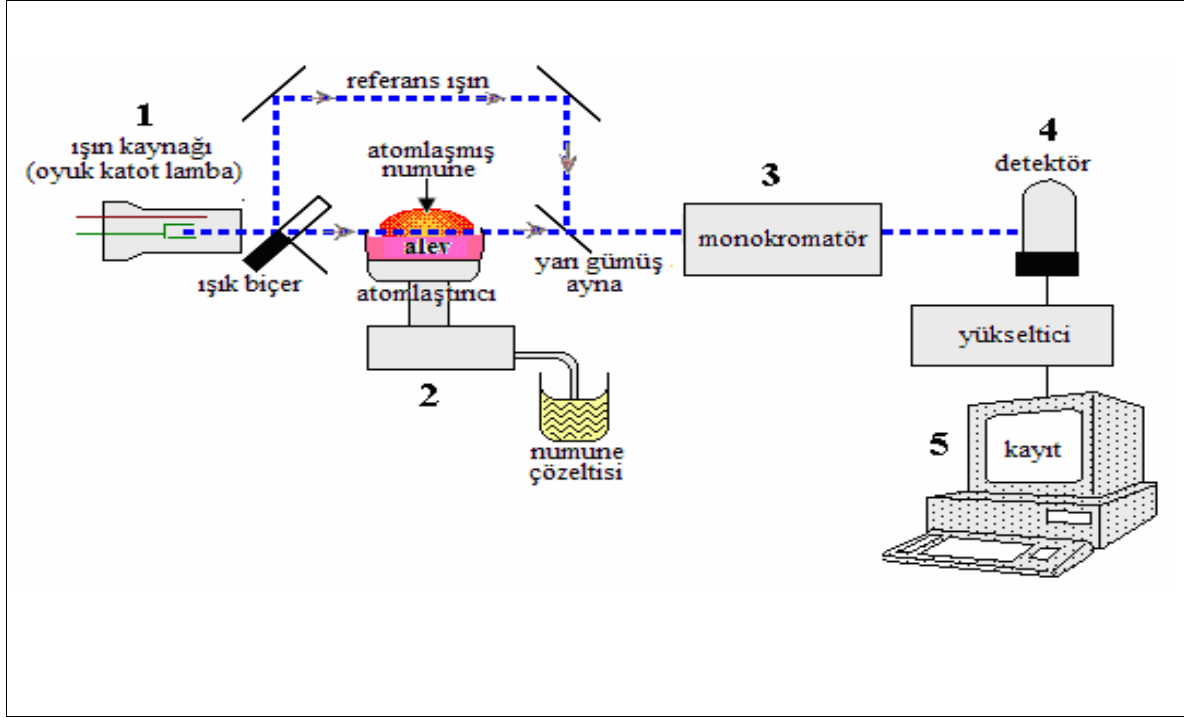 referans ışın
1
ışın kaynağı
(oyuk katot lamba)
atomlaşmış
numune
alev
ışık biçer
atomlaştırıcı
yarı gümüş
ayna
3
monokromatör
4
detektör
yükseltici
2
numune
çözeltisi
5
kayıt